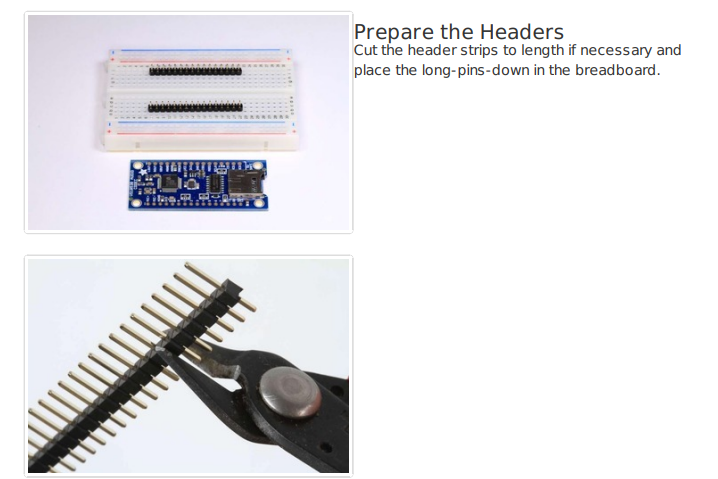 Prepare the Headers
Cut the header strips to length if necessary and
place the long-pins-down in the breadboard.